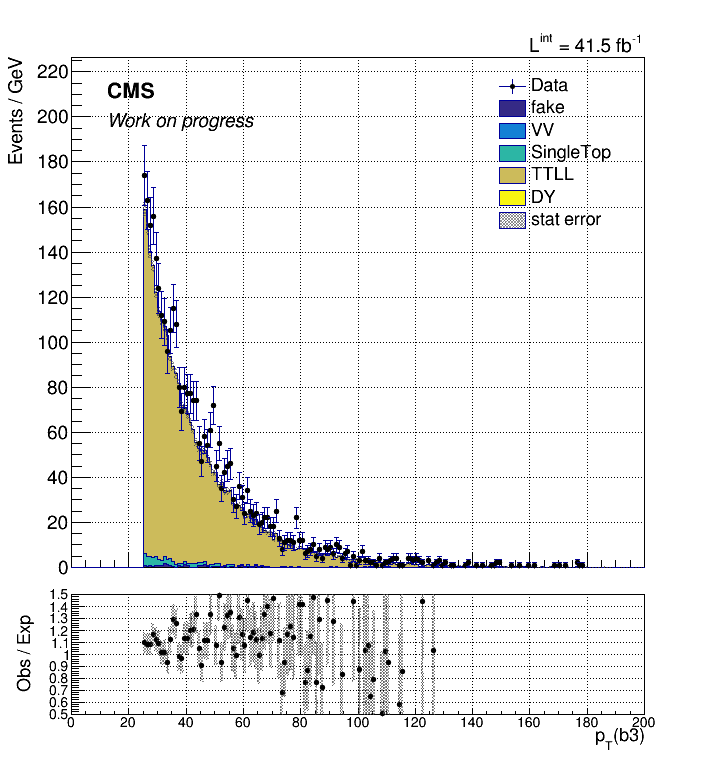 L^int = 41.5 fb^-1
Events / GeV
220
200
180
160
140
120
100
80
60
40
20
0
CMS
Work on progress
Data
fake
VV
SingleTop
TTLL
DY
stat error
Obs / Exp
1.5
1.4
1.3
1.2
1.1
1
0.9
0.8
0.7
0.6
0.5
0 20 40 60 80 100 120 140 160 180 200
p_T(b3)